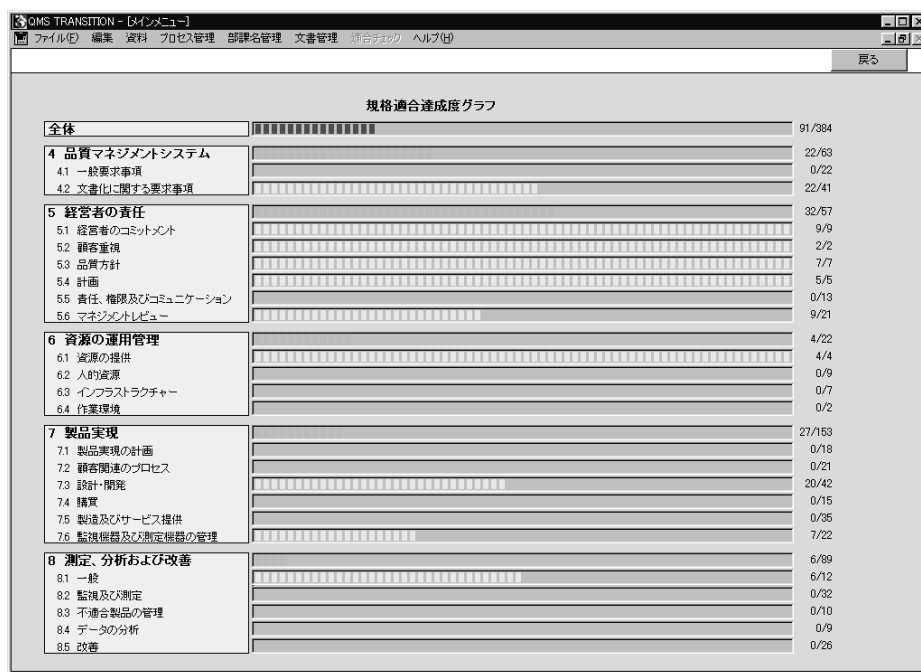 QMS TRANSITION - [メインメニュー]
ファイル(F) 編集 資料 プロセス管理 部課名管理 文書管理 適合チェック ヘルプ(H)
戻る
規格適合達成度グラフ
全体 91/384
4 品質マネジメントシステム 22/63
4.1 一般要求事項 0/22
4.2 文書化に関する要求事項 22/41
5 経営者の責任 32/57
5.1 経営者のコミットメント 9/9
5.2 顧客重視 2/2
5.3 品質方針 7/7
5.4 計画 5/5
5.5 責任、権限及びコミュニケーション 0/13
5.6 マネジメントレビュー 9/21
6 資源の運用管理 4/22
6.1 資源の提供 4/4
6.2 人的資源 0/9
6.3 インフラストラクチャー 0/7
6.4 作業環境 0/2
7 製品実現 27/153
7.1 製品実現の計画 0/18
7.2 顧客関連のプロセス 0/21
7.3 設計・開発 20/42
7.4 購買 0/15
7.5 製造及びサービス提供 0/35
7.6 監視機器及び測定機器の管理 7/22
8 測定、分析および改善 6/89
8.1 一般 6/12
8.2 監視及び測定 0/32
8.3 不適合製品の管理 0/10
8.4 データの分析 0/9
8.5 改善 0/26